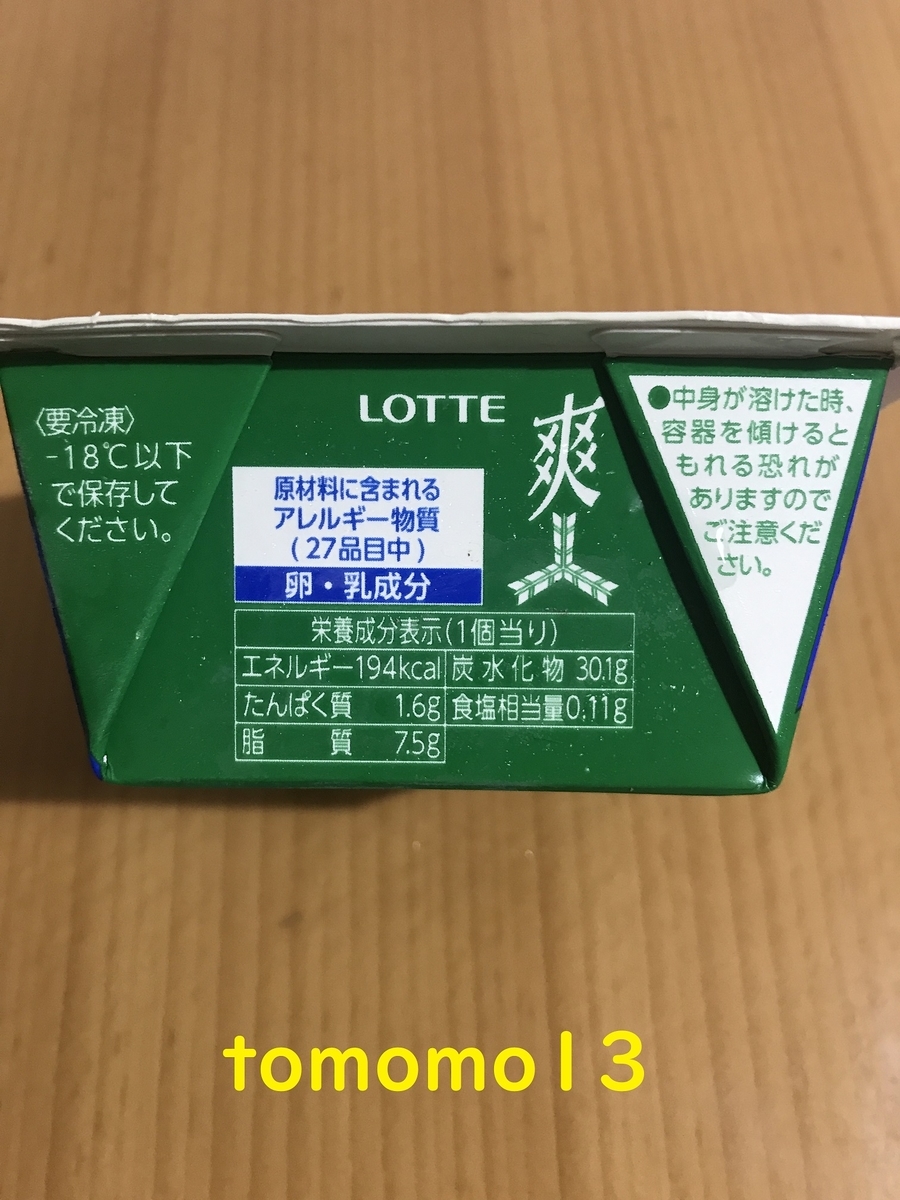 〈要冷凍〉
-18℃以下
で保存して
ください。
LOTTE
爽
原材料に含まれる
アレルギー物質
(27品目中)
卵・乳成分
栄養成分表示(1個当り)
エネルギー194kcal 炭水化物 30.1g
たんぱく質 1.6g 食塩相当量0.11g
脂 質 7.5g
●中身が溶けた時、
容器を傾けると
もれる恐れが
ありますので
ご注意くだ
さい。
tomomo13